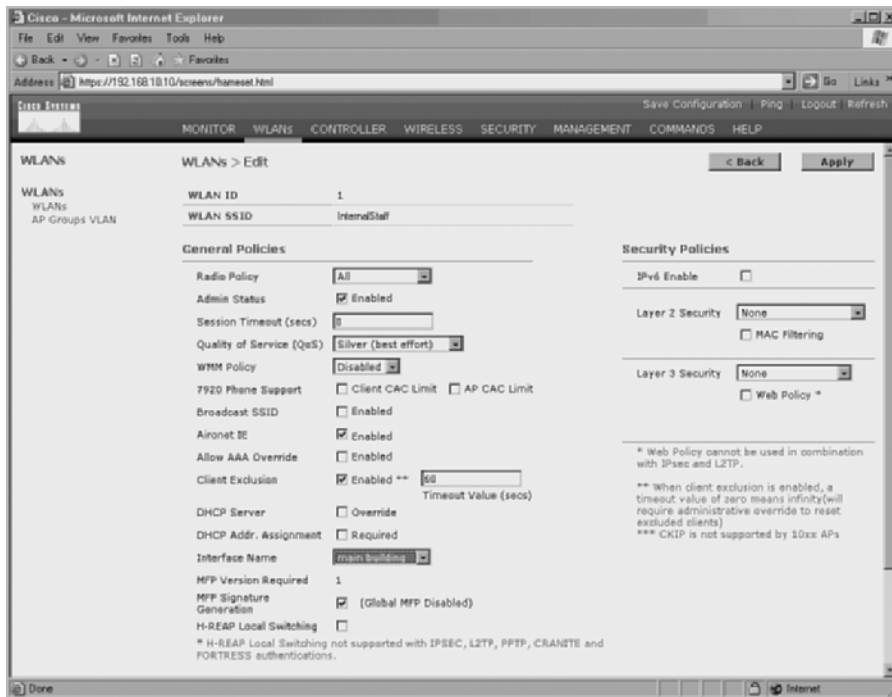 Cisco - Microsoft Internet Explorer
File Edit View Favorites Tools Help
Back Favorites
Address https://192.168.10.10/screens/frameset.html Go Links
CISCO SYSTEMS
Save Configuration | Ping | Logout | Refresh
MONITOR WLANs CONTROLLER WIRELESS SECURITY MANAGEMENT COMMANDS HELP
WLANs
WLANs
WLANs
AP Groups VLAN
WLANs > Edit
< Back Apply
WLAN ID 1
WLAN SSID InternalStaff
General Policies
Radio Policy All
Admin Status Enabled
Session Timeout (secs) 0
Quality of Service (QoS) Silver (best effort)
WMM Policy Disabled
7920 Phone Support Client CAC Limit AP CAC Limit
Broadcast SSID Enabled
Aironet IE Enabled
Allow AAA Override Enabled
Client Exclusion Enabled ** 60
Timeout Value (secs)
DHCP Server Override
DHCP Addr. Assignment Required
Interface Name main building
MFP Version Required 1
MFP Signature
Generation (Global MFP Disabled)
H-REAP Local Switching
* H-REAP Local Switching not supported with IPSEC, L2TP, PPTP, CRANITE and
FORTRESS authentications.
Security Policies
IPv6 Enable
Layer 2 Security None
MAC Filtering
Layer 3 Security None
Web Policy *
* Web Policy cannot be used in combination
with IPsec and L2TP.
** When client exclusion is enabled, a
timeout value of zero means infinity(will
require administrative override to reset
excluded clients)
*** CKIP is not supported by 10xx APs
Done Internet